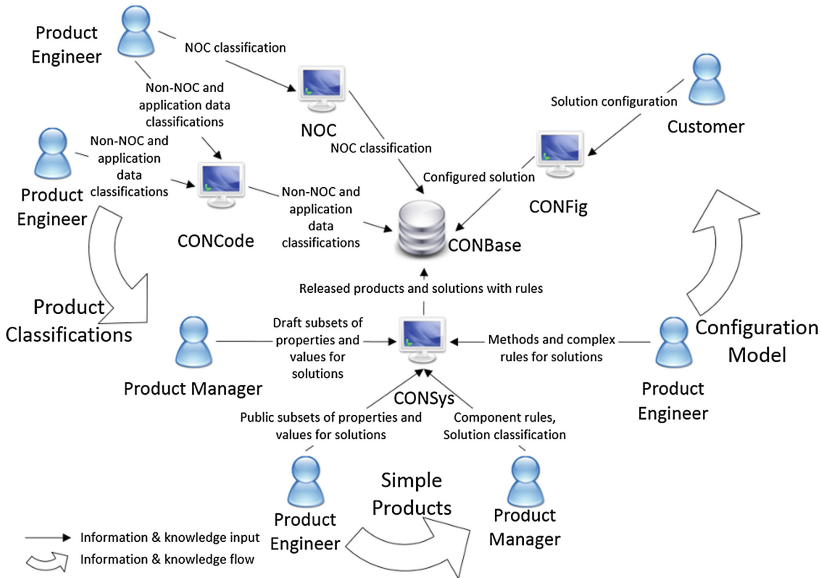 Product
Engineer
NOC classification
Non-NOC and
application data
classifications
NOC
Solution configuration
Customer
Non-NOC and
application
data
classifications
Product
Engineer
NOC classification
Configured solution
CONFig
Non-NOC and
application
data
classifications
CONCode
CONBase
Released products and solutions with rules
Product
Classifications
Draft subsets of
properties and
values for
solutions
Methods and complex
rules for solutions
Configuration
Model
Product Manager
CONSys
Product
Engineer
Public subsets of properties and
values for solutions
Component rules,
Solution classification
Simple
Products
Product
Engineer
Product
Manager
Information & knowledge input
Information & knowledge flow